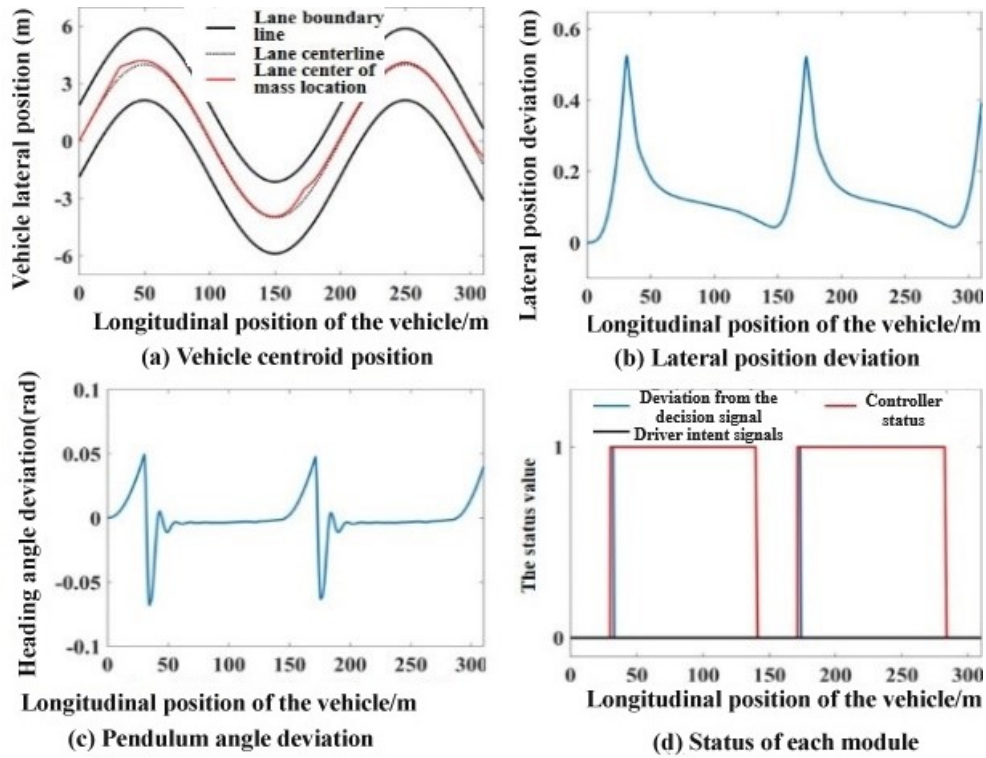 Vehicle lateral position (m)
6
3
0
-3
-6
Lane boundary
line
Lane centerline
Lane center of
mass location
0 50 100 150 200 250 300
Longitudinal position of the vehicle/m
(a) Vehicle centroid position
Lateral position deviation (m)
0.6
0.4
0.2
0
0 50 100 150 200 250 300
Longitudinal position of the vehicle/m
(b) Lateral position deviation
Heading angle deviation(rad)
0.1
0.05
0
-0.05
-0.1
0 50 100 150 200 250 300
Longitudinal position of the vehicle/m
(c) Pendulum angle deviation
The status value
1
0
Deviation from the
decision signal
Driver intent signals
Controller
status
0 50 100 150 200 250 300
Longitudinal position of the vehicle/m
(d) Status of each module